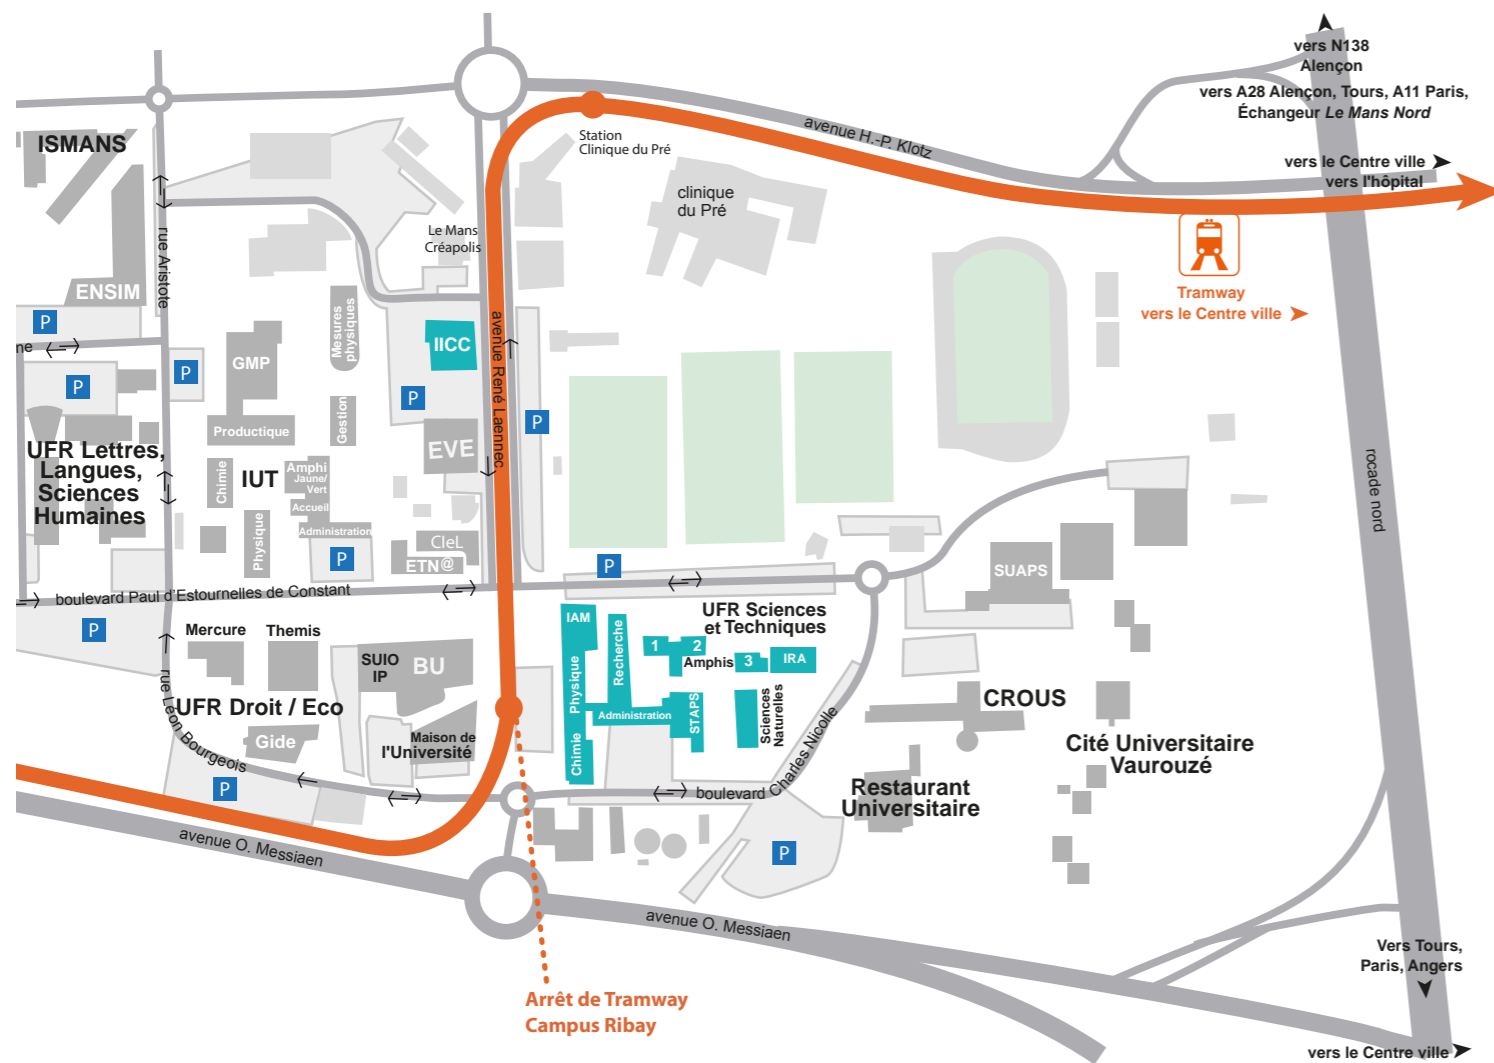 vers N138
Alençon
vers A28 Alençon, Tours, A11 Paris,
Échangeur Le Mans Nord
avenue H.-P. Klotz
Station
Clinique du Pré
ISMANS
vers le Centre ville
vers l'hôpital
clinique
du Pré
Le Mans
Créapolis
rue Aristote
ENSIM
Tramway
vers le Centre ville
P
ne
Mesures
physiques
IICC
avenue René Laennec
GMP
P
P
P
P
Gestion
Productique
EVE
UFR Lettres,
Langues,
Sciences
Humaines
Chimie
IUT
Amphi
Jaune/
Vert
Accueil
Administration
Physique
rocade nord
CIeL
ETN@
P
P
SUAPS
boulevard Paul d'Estournelles de Constant
P
Mercure
Themis
IAM
Recherche
UFR Sciences
et Techniques
1
2
Amphis
3
IRA
SUIO
IP
BU
Physique
rue Léon Bourgeois
UFR Droit / Eco
Administration
STAPS
Sciences
Naturelles
CROUS
Gide
Maison de
l'Université
Chimie
boulevard Charles Nicolle
Cité Universitaire
Vaurouzé
P
Restaurant
Universitaire
avenue O. Messiaen
P
avenue O. Messiaen
Vers Tours,
Paris, Angers
Arrêt de Tramway
Campus Ribay
vers le Centre ville